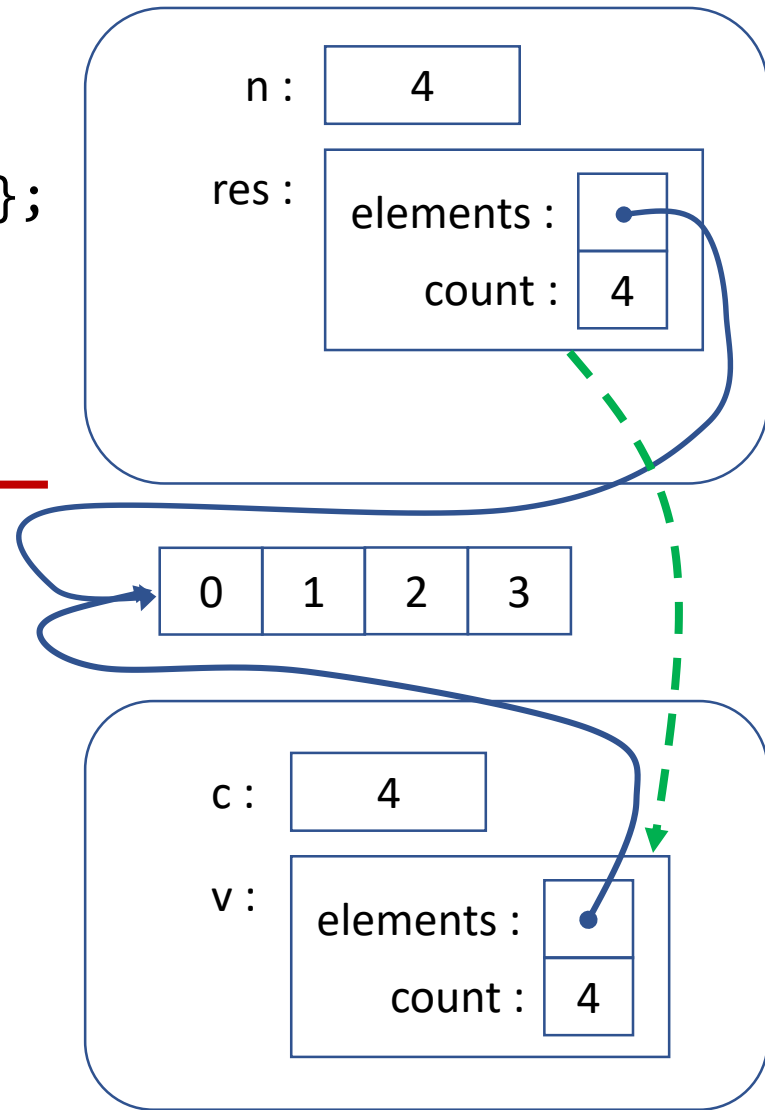 n : 4
};
res :
elements :
count : 4
0 1 2 3
c : 4
v :
elements :
count : 4